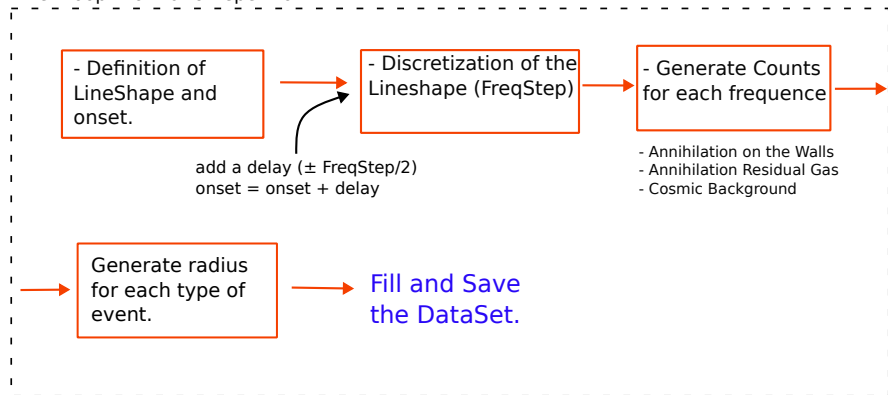 - Definition of
LineShape and
onset.
- Discretization of the
Lineshape (FreqStep)
- Generate Counts
for each frequence
add a delay (± FreqStep/2)
onset = onset + delay
- Annihilation on the Walls
- Annihilation Residual Gas
- Cosmic Background
Generate radius
for each type of
event.
Fill and Save
the DataSet.